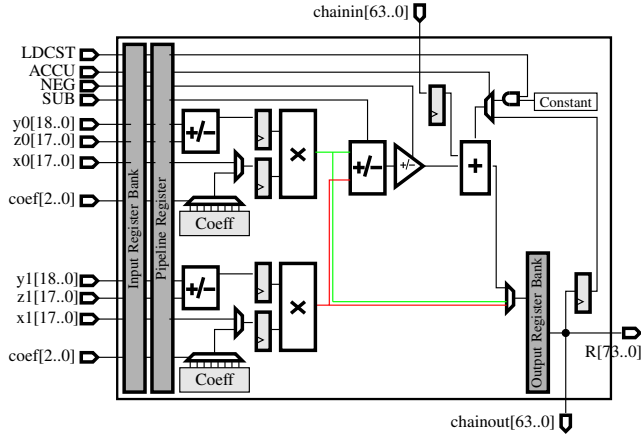 chainin[63..0]
LDCST
ACCU
NEG
SUB
Constant
y0[18..0]
z0[17..0]
x0[17..0]
coef[2..0]
+/−
×
+/−
+/−
+
Coeff
Input Register Bank
Pipeline Register
y1[18..0]
z1[17..0]
x1[17..0]
coef[2..0]
+/−
×
Coeff
Output Register Bank
R[73..0]
chainout[63..0]